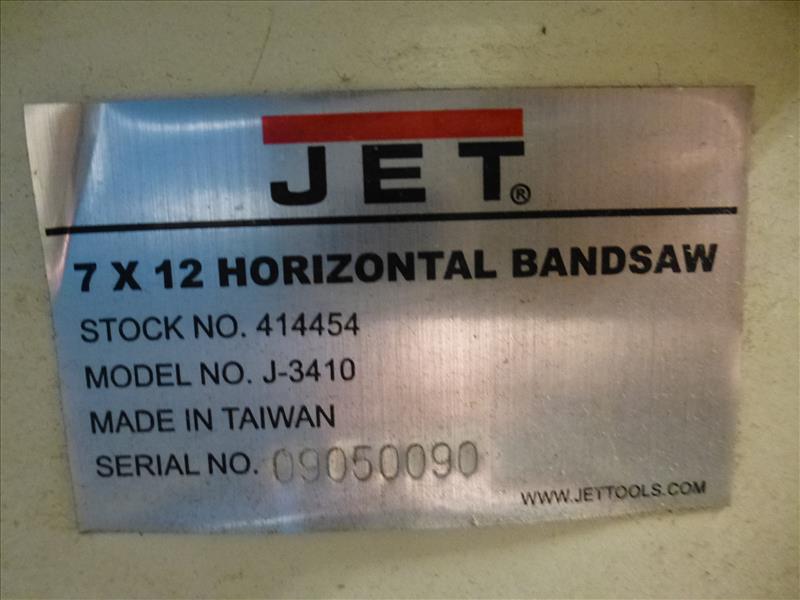 JET®
7 X 12 HORIZONTAL BANDSAW
STOCK NO. 414454
MODEL NO. J-3410
MADE IN TAIWAN
SERIAL NO. 09050090
WWW.JETTOOLS.COM